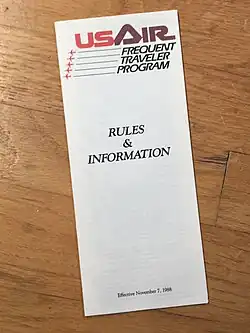 USAIR
FREQUENT
TRAVELER
PROGRAM
RULES
&
INFORMATION
Effective November 7, 1988